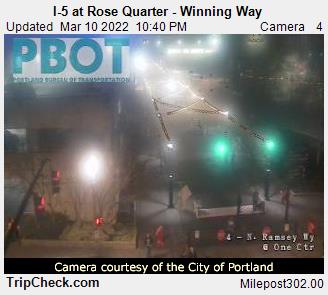 I-5 at Rose Quarter - Winning Way
Updated Mar 10 2022 10:40 PM Camera 4
PBOT
PORTLAND BUREAU OF TRANSPORTATION
4 - N. Ramsey Wy
@ One Ctr
Camera courtesy of the City of Portland
TripCheck.com Milepost302.00